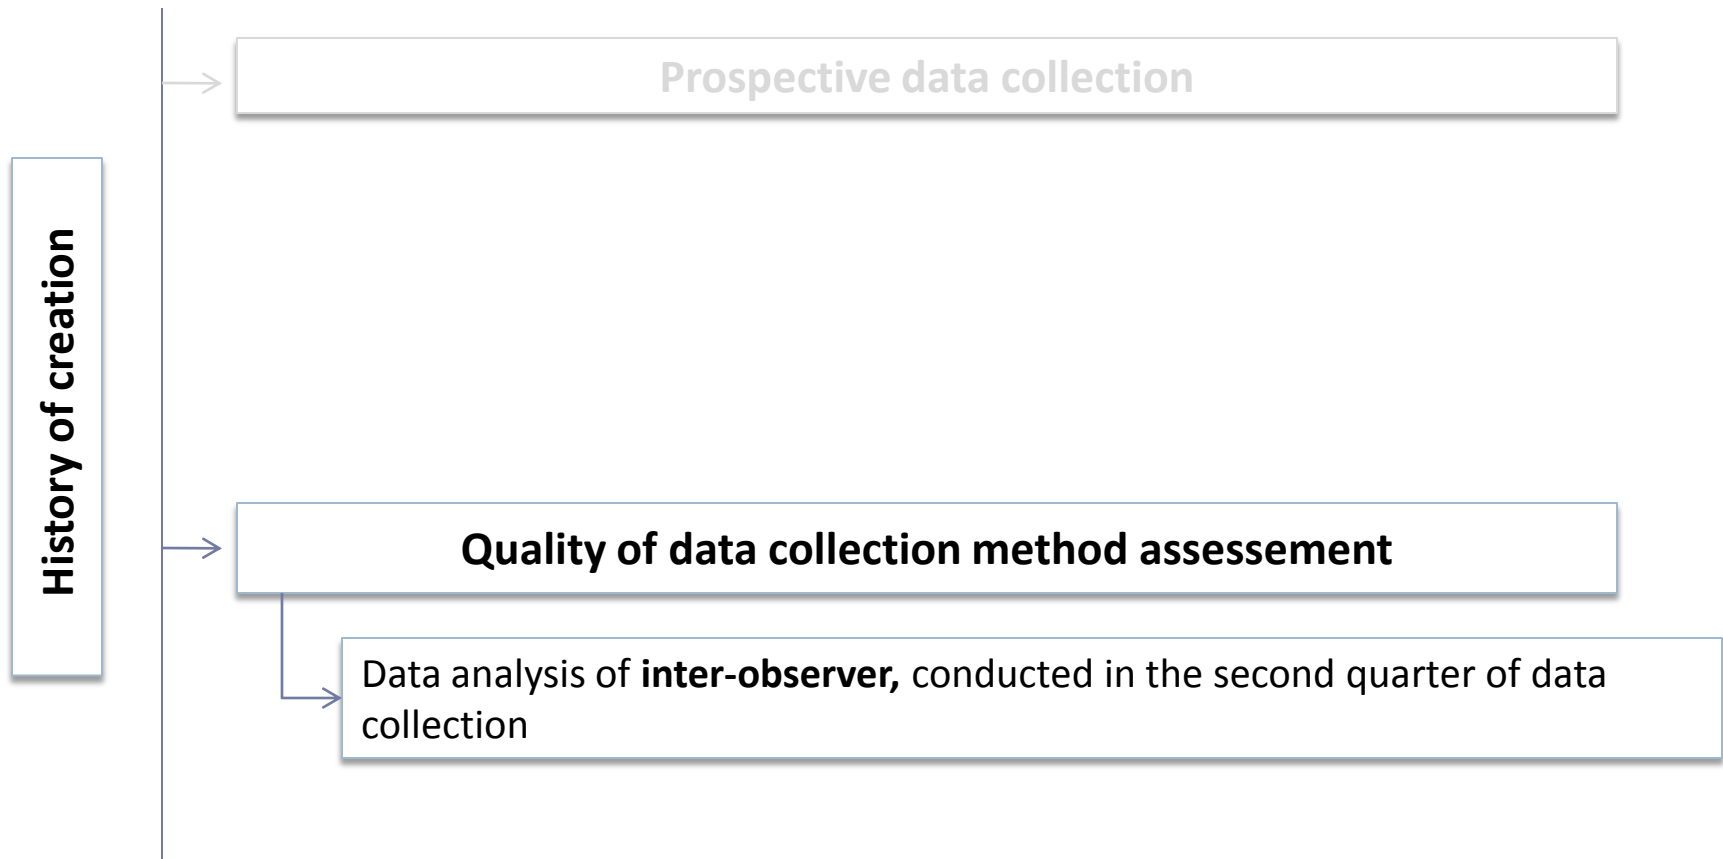 Prospective data collection
History of creation
Quality of data collection method assessement
Data analysis of inter-observer, conducted in the second quarter of data
collection